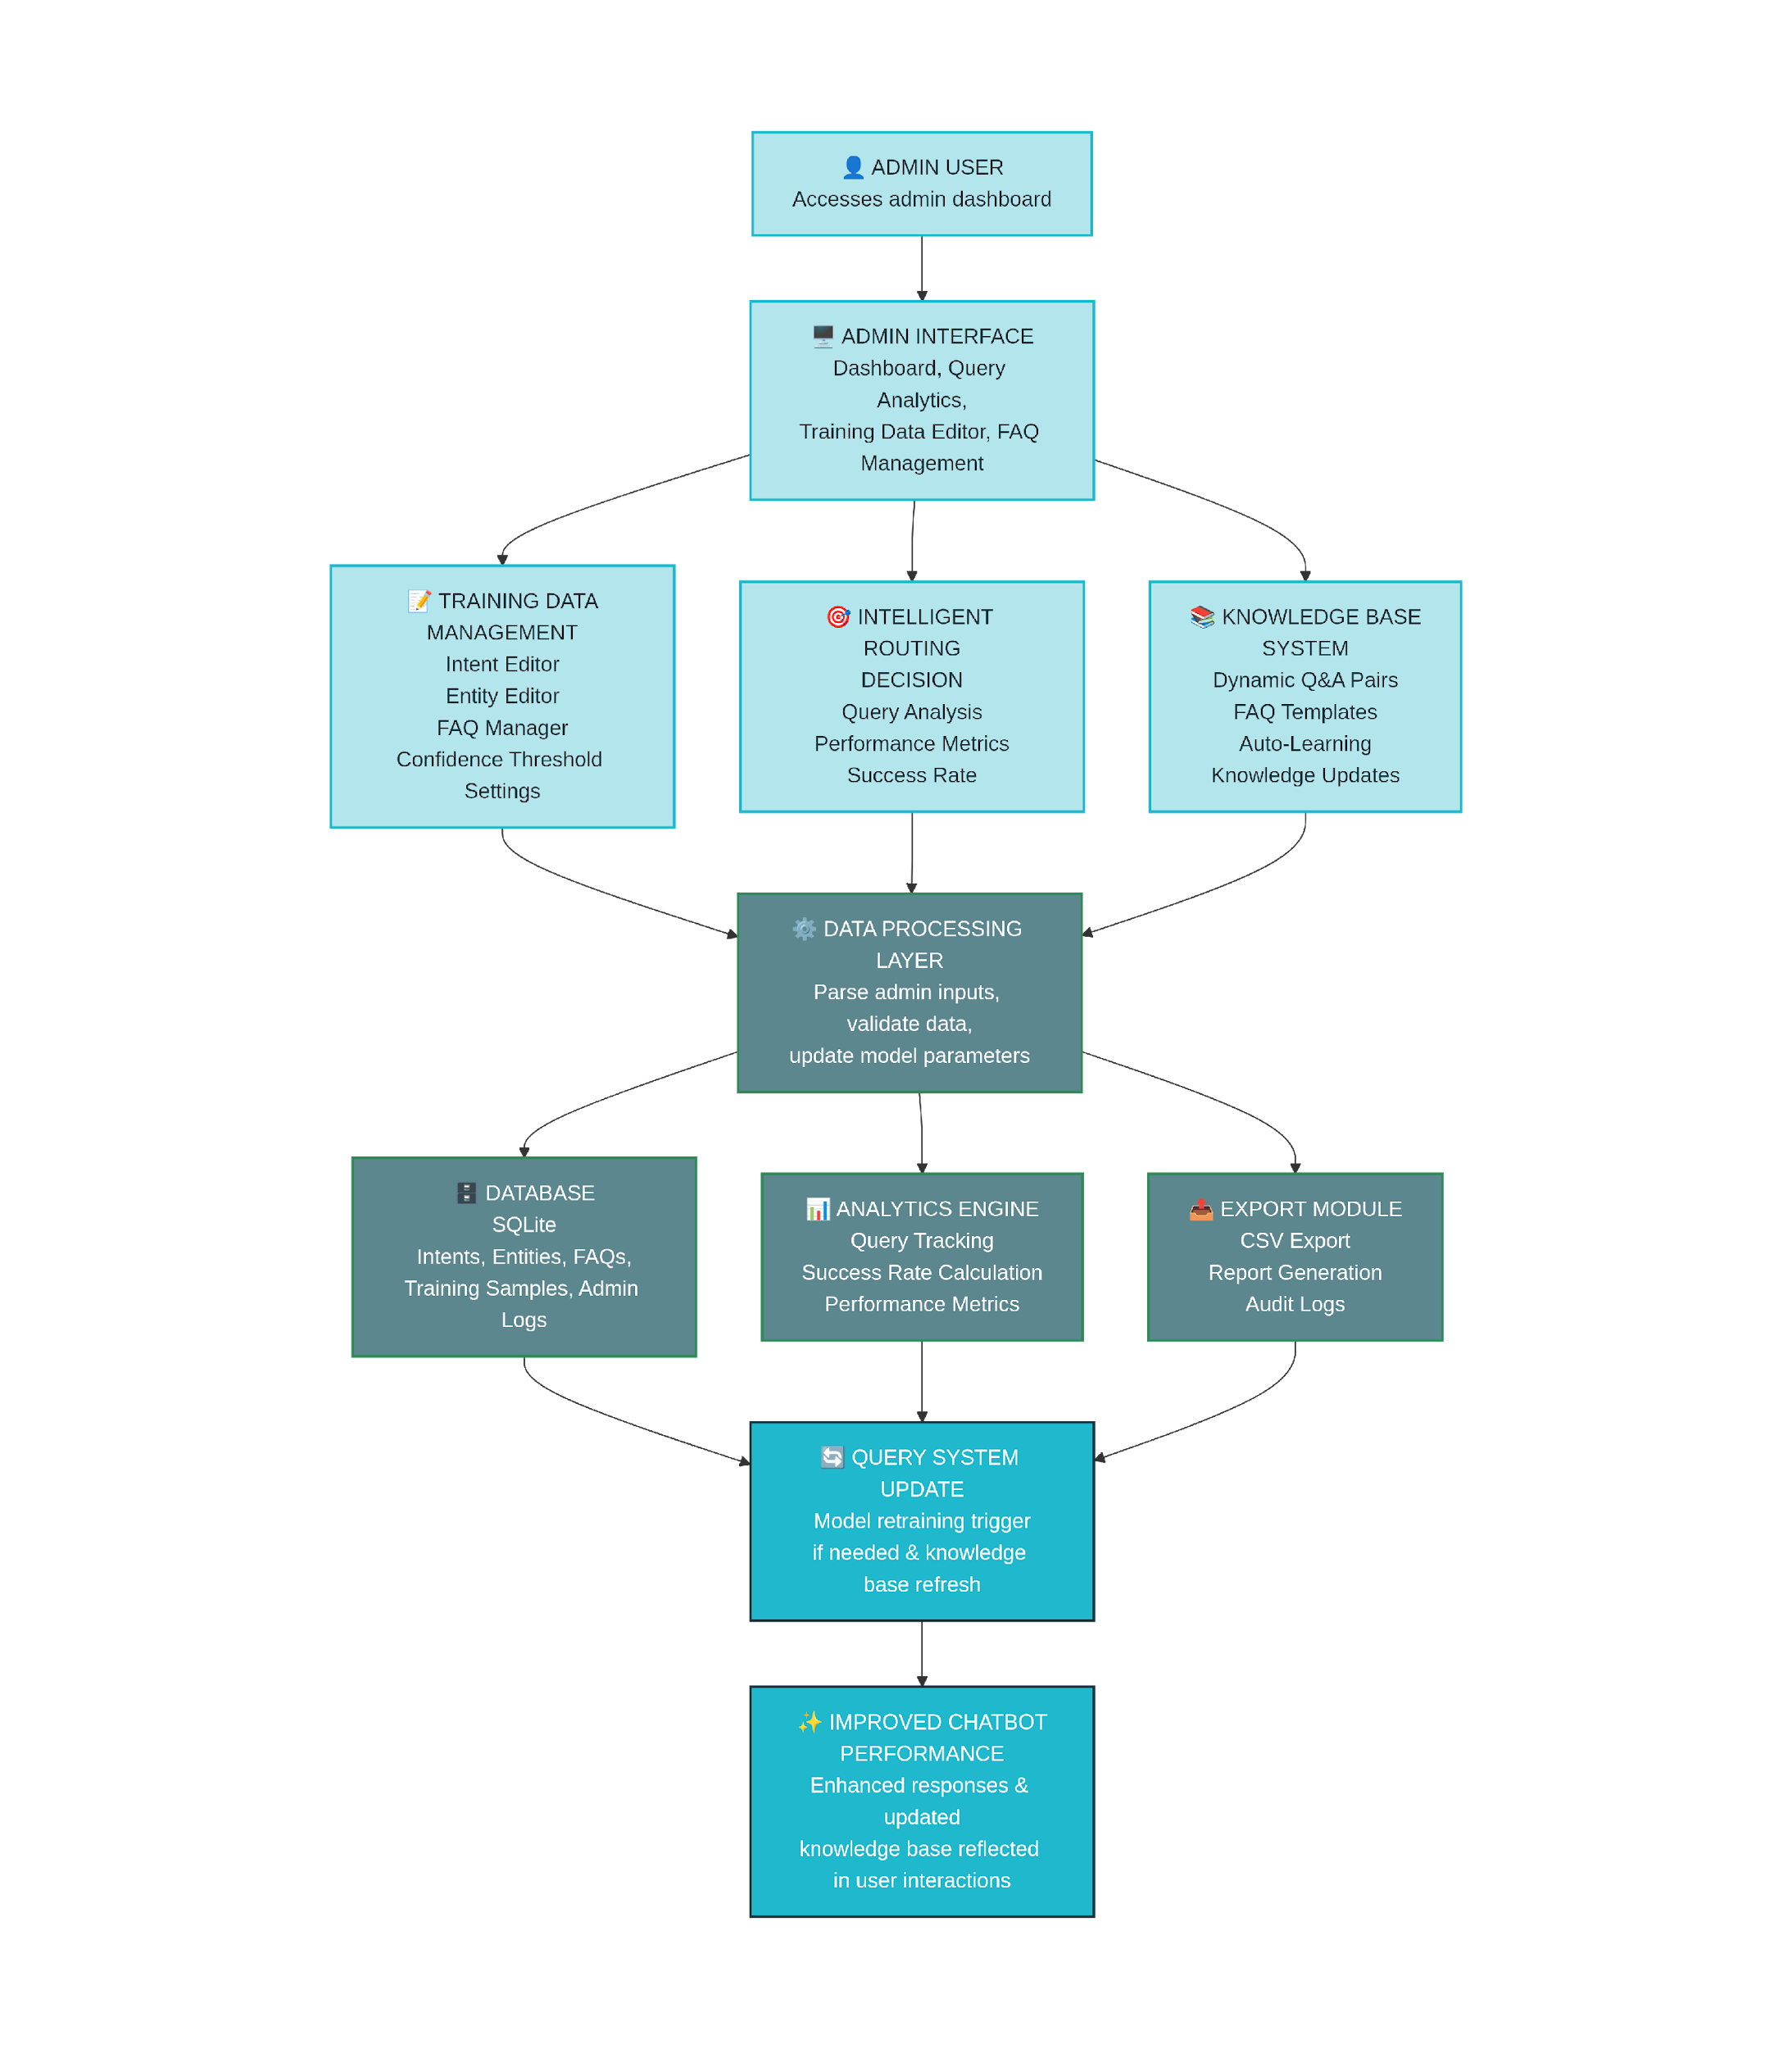 👤 ADMIN USER
Accesses admin dashboard
🖥️ ADMIN INTERFACE
Dashboard, Query
Analytics,
Training Data Editor, FAQ
Management
📝 TRAINING DATA
MANAGEMENT
Intent Editor
Entity Editor
FAQ Manager
Confidence Threshold
Settings
🎯 INTELLIGENT
ROUTING
DECISION
Query Analysis
Performance Metrics
Success Rate
📚 KNOWLEDGE BASE
SYSTEM
Dynamic Q&A Pairs
FAQ Templates
Auto-Learning
Knowledge Updates
⚙️ DATA PROCESSING
LAYER
Parse admin inputs,
validate data,
update model parameters
🗄️ DATABASE
SQLite
Intents, Entities, FAQs,
Training Samples, Admin
Logs
📊 ANALYTICS ENGINE
Query Tracking
Success Rate Calculation
Performance Metrics
📤 EXPORT MODULE
CSV Export
Report Generation
Audit Logs
🔄 QUERY SYSTEM
UPDATE
Model retraining trigger
if needed & knowledge
base refresh
✨ IMPROVED CHATBOT
PERFORMANCE
Enhanced responses &
updated
knowledge base reflected
in user interactions